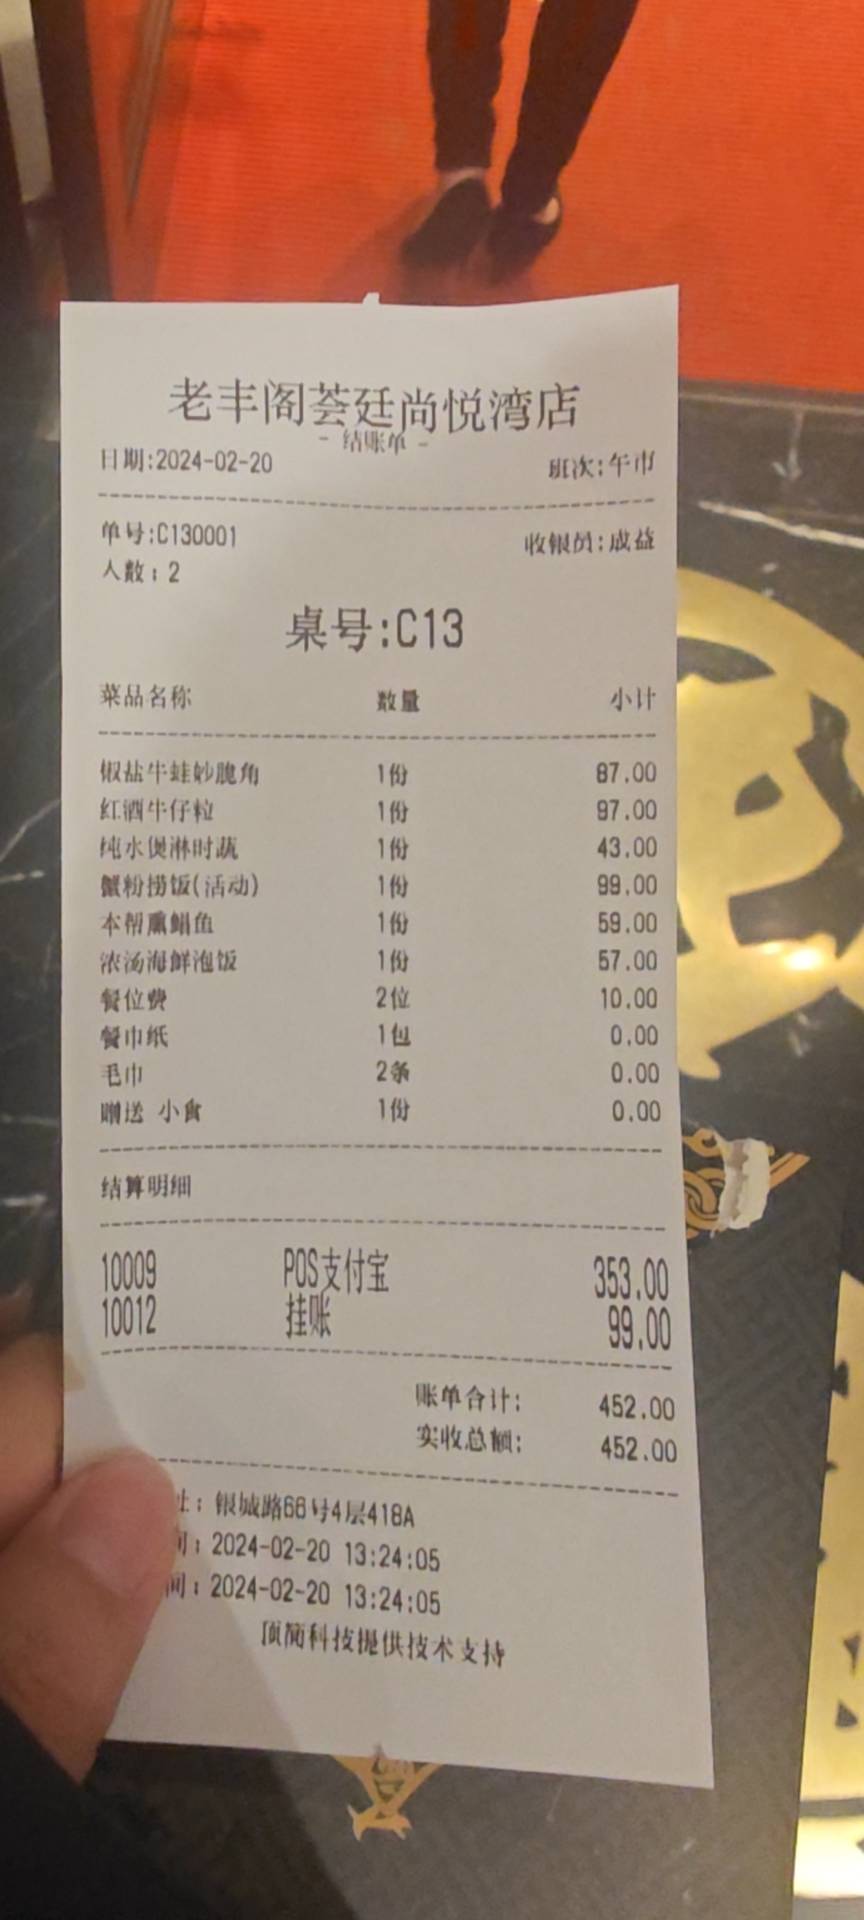 老丰阁荟廷尚悦湾店
- 结账单 -
日期:2024-02-20 班次:午市
单号:C130001 收银员:成益
人数:2
桌号:C13
菜品名称 数量 小计
椒盐牛蛙妙脆角 1份 87.00
红酒牛仔粒 1份 97.00
纯水煲淋时蔬 1份 43.00
蟹粉捞饭(活动) 1份 99.00
本帮熏鲳鱼 1份 59.00
浓汤海鲜泡饭 1份 57.00
餐位费 2位 10.00
餐巾纸 1包 0.00
毛巾 2条 0.00
赠送 小食 1份 0.00
结算明细
10009 POS支付宝 353.00
10012 挂账 99.00
账单合计: 452.00
实收总额: 452.00
址: 银城路66号4层418A
间: 2024-02-20 13:24:05
间: 2024-02-20 13:24:05
顶简科技提供技术支持